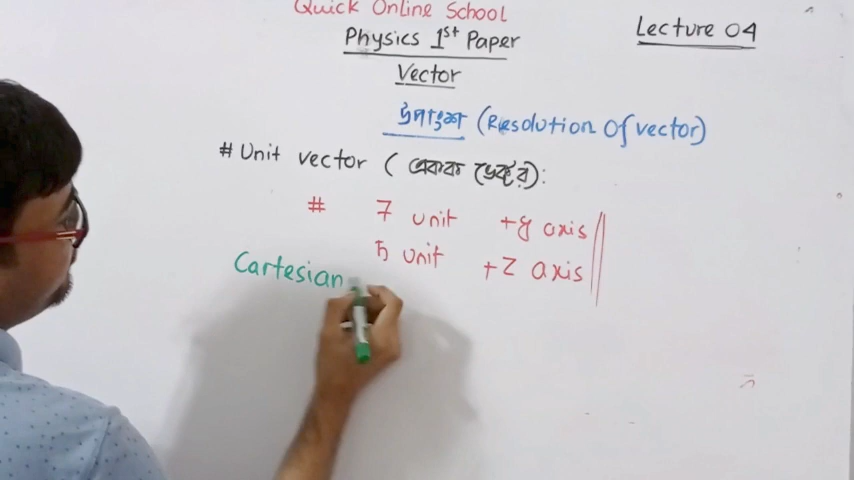 Quick Online School
Physics 1st Paper
Lecture 04
Vector
উপাংশ (Resolution Of vector)
# Unit vector (একক ভেক্টর):
# 7 unit +y axis
5 unit +Z axis
Cartesian